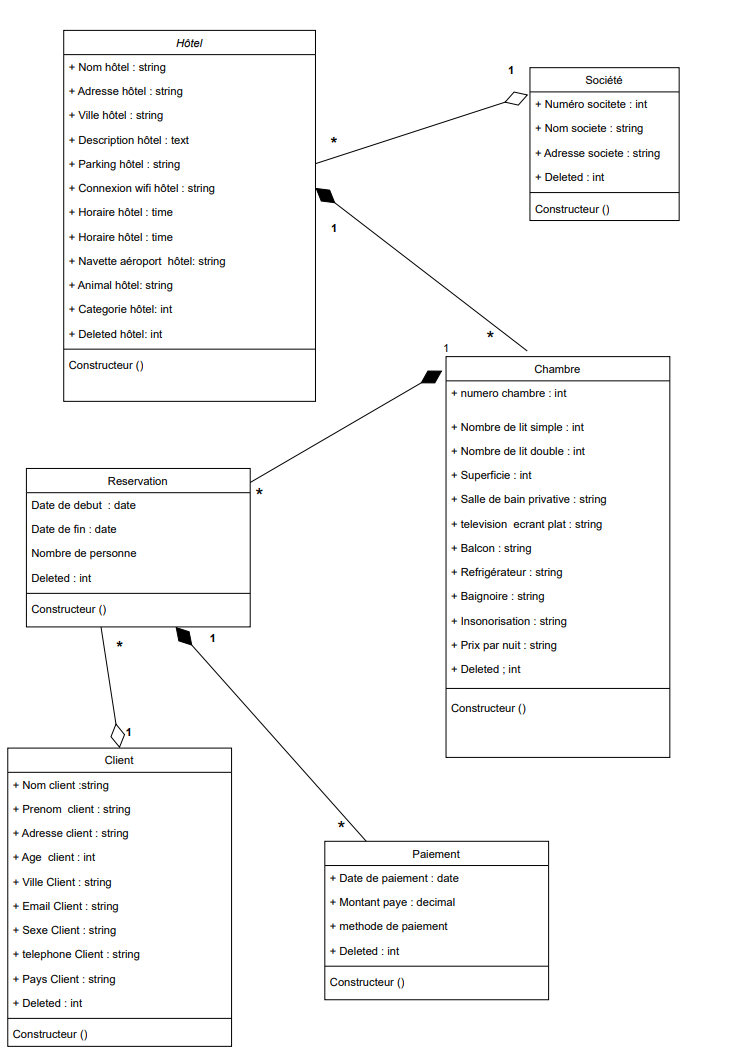 Hôtel
+ Nom hôtel : string
+ Adresse hôtel : string
+ Ville hôtel : string
+ Description hôtel : text
+ Parking hôtel : string
+ Connexion wifi hôtel : string
+ Horaire hôtel : time
+ Horaire hôtel : time
+ Navette aéroport hôtel: string
+ Animal hôtel: string
+ Categorie hôtel: int
+ Deleted hôtel: int
Constructeur ()
1
*
Société
+ Numéro socitete : int
+ Nom societe : string
+ Adresse societe : string
+ Deleted : int
Constructeur ()
1
*
1
Chambre
+ numero chambre : int
+ Nombre de lit simple : int
+ Nombre de lit double : int
+ Superficie : int
+ Salle de bain privative : string
+ television ecrant plat : string
+ Balcon : string
+ Refrigérateur : string
+ Baignoire : string
+ Insonorisation : string
+ Prix par nuit : string
+ Deleted ; int
Constructeur ()
*
Reservation
Date de debut : date
Date de fin : date
Nombre de personne
Deleted : int
Constructeur ()
*
1
1
*
Client
+ Nom client :string
+ Prenom client : string
+ Adresse client : string
+ Age client : int
+ Ville Client : string
+ Email Client : string
+ Sexe Client : string
+ telephone Client : string
+ Pays Client : string
+ Deleted : int
Constructeur ()
Paiement
+ Date de paiement : date
+ Montant paye : decimal
+ methode de paiement
+ Deleted : int
Constructeur ()